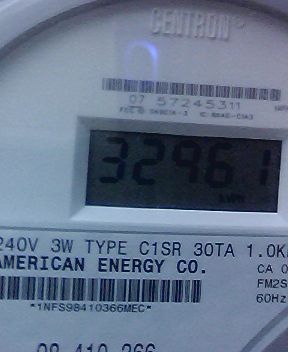 CENTRON®
07 57245311
32961
kWh
240V 3W TYPE C1SR 30TA 1.0K
AMERICAN ENERGY CO.
CA 0
FM2S
*1NFS98410366MEC*
60Hz